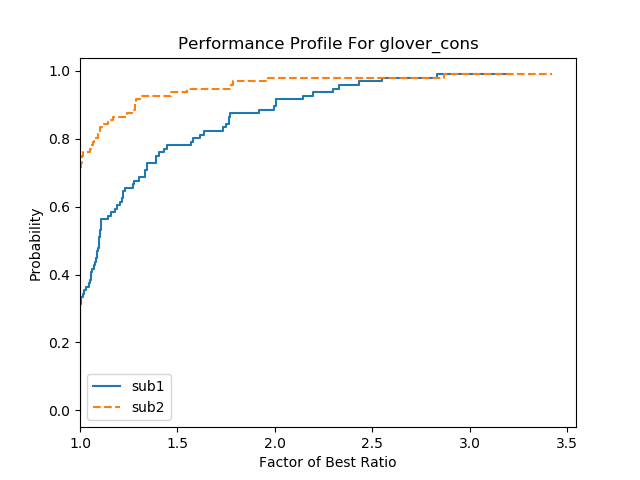 Performance Profile For glover_cons
1.0
0.8
0.6
0.4
0.2
0.0
Probability
sub1
sub2
1.0 1.5 2.0 2.5 3.0 3.5
Factor of Best Ratio